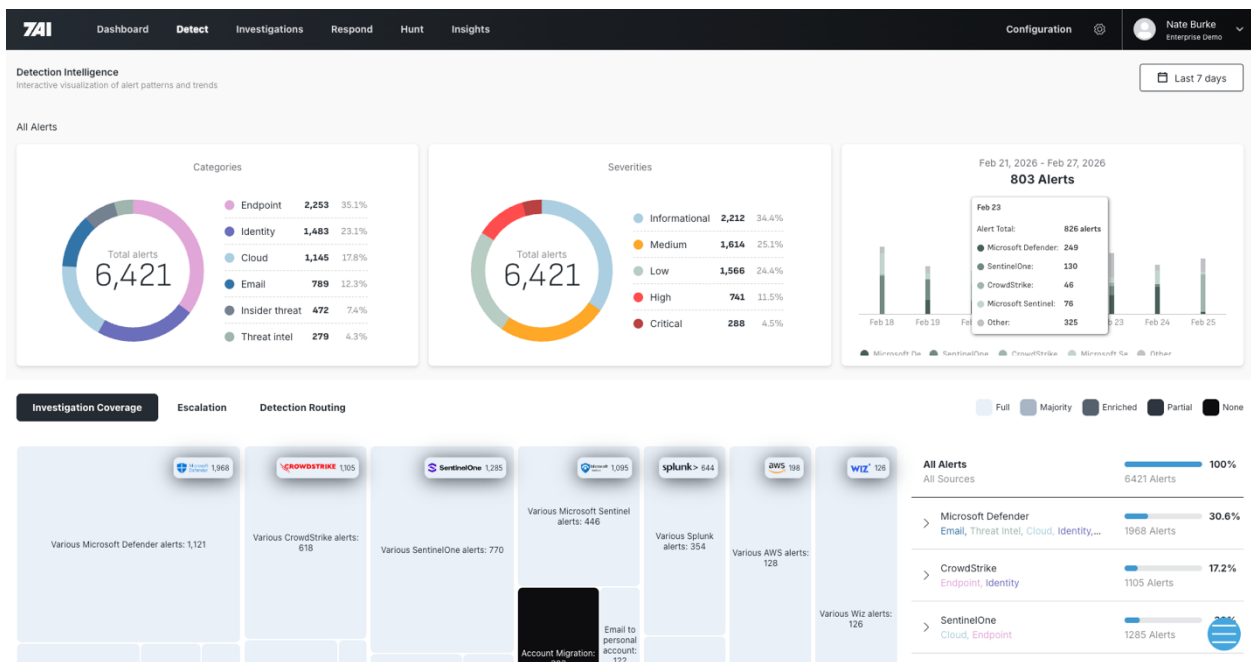 7AI Dashboard Detect Investigations Respond Hunt Insights Configuration Nate Burke
Enterprise Demo
Detection Intelligence
Interactive visualization of alert patterns and trends
Last 7 days
All Alerts
Categories
Total alerts
6,421
Endpoint 2,253 35.1%
Identity 1,483 23.1%
Cloud 1,145 17.8%
Email 789 12.3%
Insider threat 472 7.4%
Threat intel 279 4.3%
Severities
Total alerts
6,421
Informational 2,212 34.4%
Medium 1,614 25.1%
Low 1,566 24.4%
High 741 11.5%
Critical 288 4.5%
Feb 21, 2026 - Feb 27, 2026
803 Alerts
Feb 23
Alert Total: 826 alerts
Microsoft Defender: 249
SentinelOne: 130
CrowdStrike: 46
Microsoft Sentinel: 76
Other: 325
Feb 18 Feb 19 Feb 23 Feb 24 Feb 25
Microsoft De SentinelOne CrowdStrike Microsoft Se Other
Investigation Coverage Escalation Detection Routing
Full Majority Enriched Partial None
Microsoft Defender 1,968
CROWDSTRIKE 1,105
SentinelOne 1,285
Microsoft 1,095
splunk> 644
aws 198
WIZ 126
Various Microsoft Defender alerts: 1,121
Various CrowdStrike alerts:
618
Various SentinelOne alerts: 770
Various Microsoft Sentinel
alerts: 446
Account Migration:
Email to
personal
account:
122
Various Splunk
alerts: 354
Various AWS alerts:
128
Various Wiz alerts:
126
All Alerts 100%
All Sources 6421 Alerts
Microsoft Defender 30.6%
Email, Threat Intel, Cloud, Identity,... 1968 Alerts
CrowdStrike 17.2%
Endpoint, Identity 1105 Alerts
SentinelOne
Cloud, Endpoint 1285 Alerts